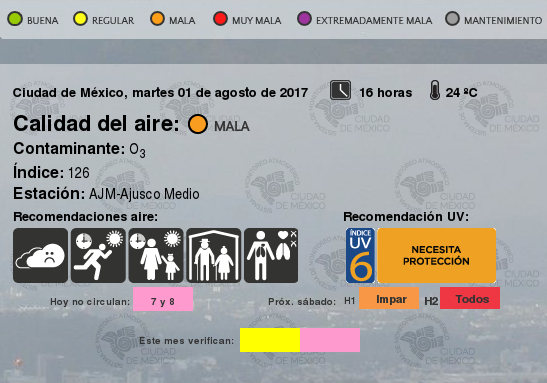 BUENA REGULAR MALA MUY MALA EXTREMADAMENTE MALA MANTENIMIENTO
Ciudad de México, martes 01 de agosto de 2017 16 horas 24 ºC
Calidad del aire: MALA
Contaminante: O3
Índice: 126
Estación: AJM-Ajusco Medio
Recomendaciones aire:
Recomendación UV:
ÍNDICE
UV
6
NECESITA
PROTECCIÓN
Hoy no circulan: 7 y 8 Próx. sábado: H1 Impar H2 Todos
Este mes verifican:
CIUDAD
DE MÉXICO